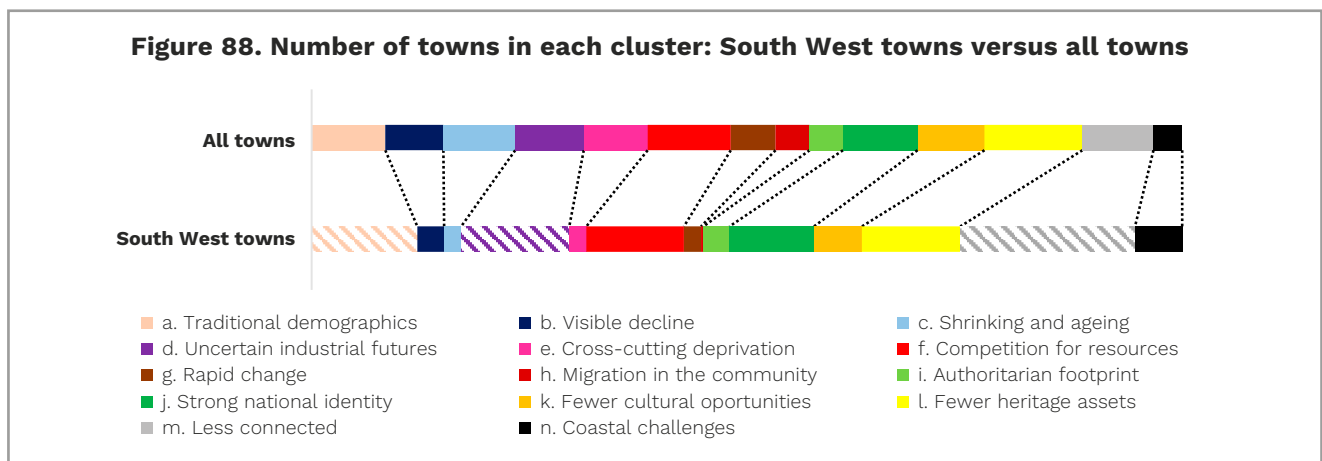 Figure 88. Number of towns in each cluster: South West towns versus all towns
All towns
South West towns
a. Traditional demographics
b. Visible decline
c. Shrinking and ageing
d. Uncertain industrial futures
e. Cross-cutting deprivation
f. Competition for resources
g. Rapid change
h. Migration in the community
i. Authoritarian footprint
j. Strong national identity
k. Fewer cultural oportunities
l. Fewer heritage assets
m. Less connected
n. Coastal challenges